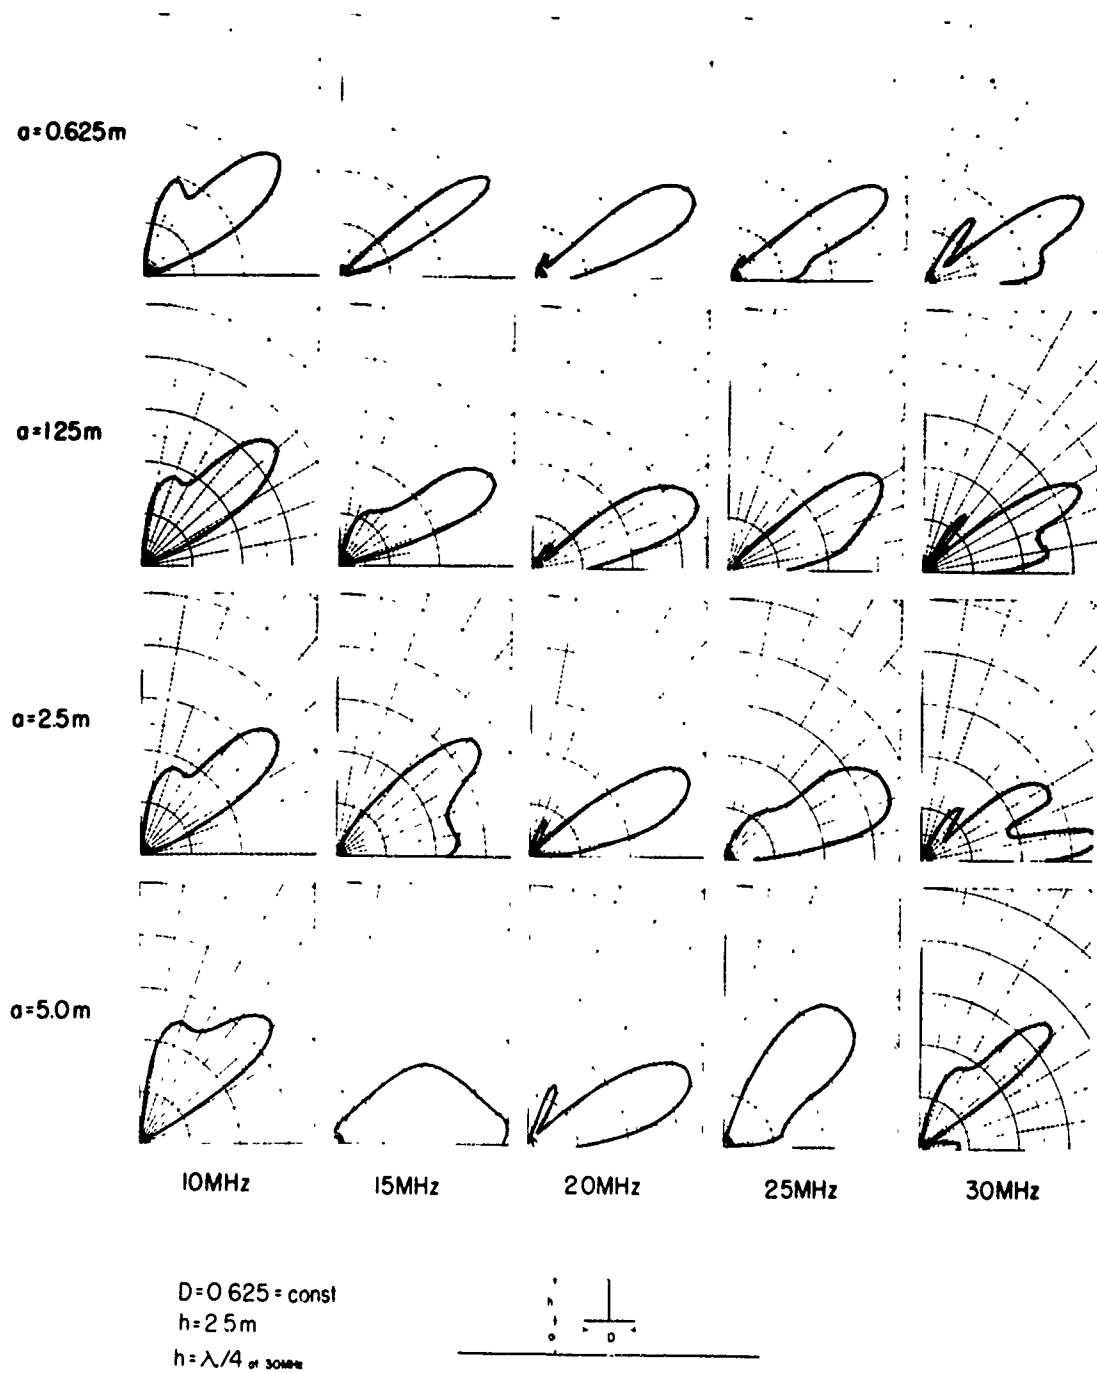 a=0.625m
a=125m
a=2.5m
a=5.0m
10MHz
15MHz
20MHz
25MHz
30MHz
D=0 625=const
h=2 5m
h=λ/4 at 30MHz
h
a
D